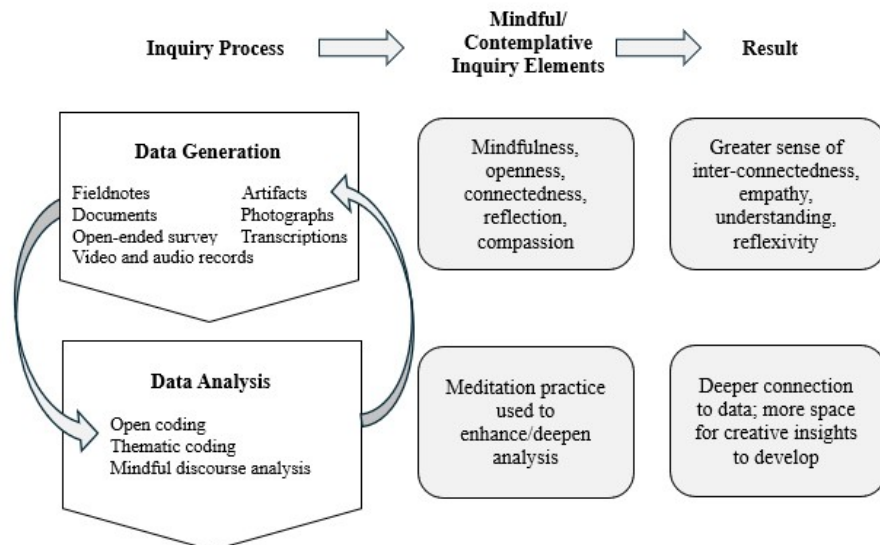 Inquiry Process
Mindful/
Contemplative
Inquiry Elements
Result
Data Generation
Fieldnotes
Documents
Open-ended survey
Video and audio records
Artifacts
Photographs
Transcriptions
Mindfulness,
openness,
connectedness,
reflection,
compassion
Greater sense of
inter-connectedness,
empathy,
understanding,
reflexivity
Data Analysis
Open coding
Thematic coding
Mindful discourse analysis
Meditation practice
used to
enhance/deepen
analysis
Deeper connection
to data; more space
for creative insights
to develop